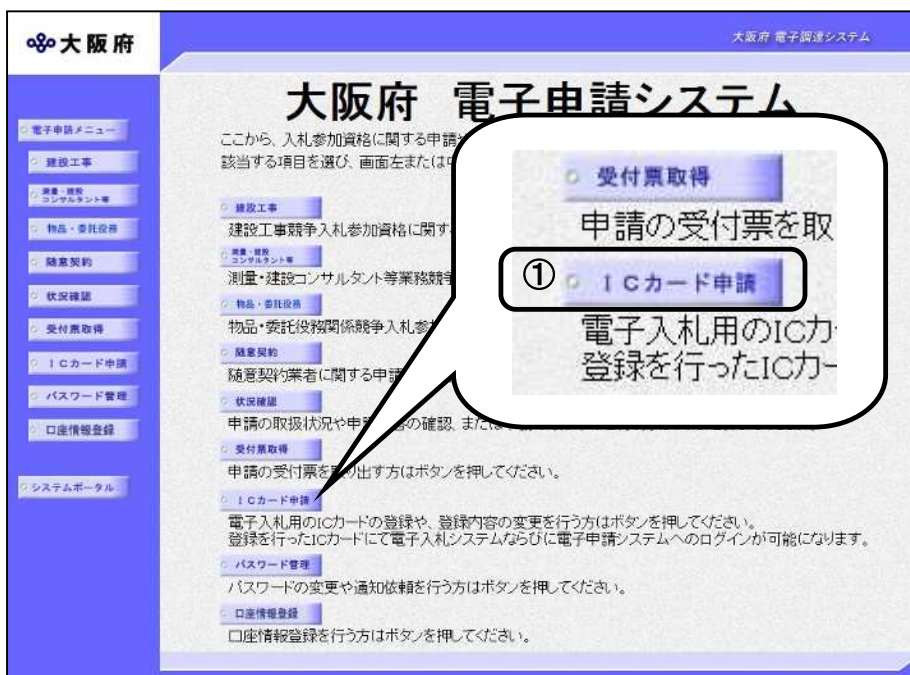 大阪府
大阪府 電子調達システム
電子申請メニュー
建設工事
測量・建設
コンサルタント等
物品・委託役務
随意契約
状況確認
受付票取得
ICカード申請
パスワード管理
口座情報登録
システムポータル
大阪府 電子申請システム
ここから、入札参加資格に関する申請や
該当する項目を選び、画面左または
建設工事
建設工事競争入札参加資格に関す
測量・建設
コンサルタント等
測量・建設コンサルタント等業務競争
物品・委託役務
物品・委託役務関係競争入札参
随意契約
随意契約業者に関する申請
状況確認
申請の取扱状況や申 の確認、また
受付票取得
申請の受付票を取り出す方はボタンを押してください。
ICカード申請
電子入札用のICカードの登録や、登録内容の変更を行う方はボタンを押してください。
登録を行ったICカードにて電子入札システムならびに電子申請システムへのログインが可能になります。
パスワード管理
パスワードの変更や通知依頼を行う方はボタンを押してください。
口座情報登録
口座情報登録を行う方はボタンを押してください。
受付票取得
申請の受付票を取
① ICカード申請
電子入札用のICカ
登録を行ったICカー